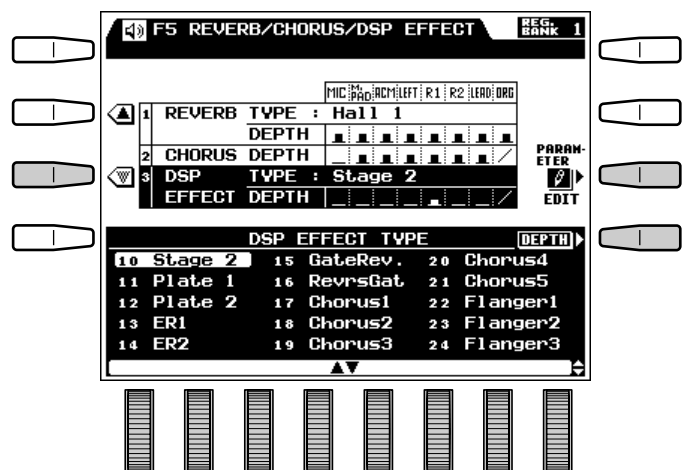 F5 REVERB/CHORUS/DSP EFFECT REG. BANK 1
MIC M. PAD ACM LEFT R1 R2 LEAD ORG
1 REVERB TYPE : Hall 1
DEPTH
2 CHORUS DEPTH
3 DSP TYPE : Stage 2
EFFECT DEPTH
PARAM-
ETER
EDIT
DSP EFFECT TYPE DEPTH
10 Stage 2 15 GateRev. 20 Chorus4
11 Plate 1 16 RevrsGat 21 Chorus5
12 Plate 2 17 Chorus1 22 Flanger1
13 ER1 18 Chorus2 23 Flanger2
14 ER2 19 Chorus3 24 Flanger3